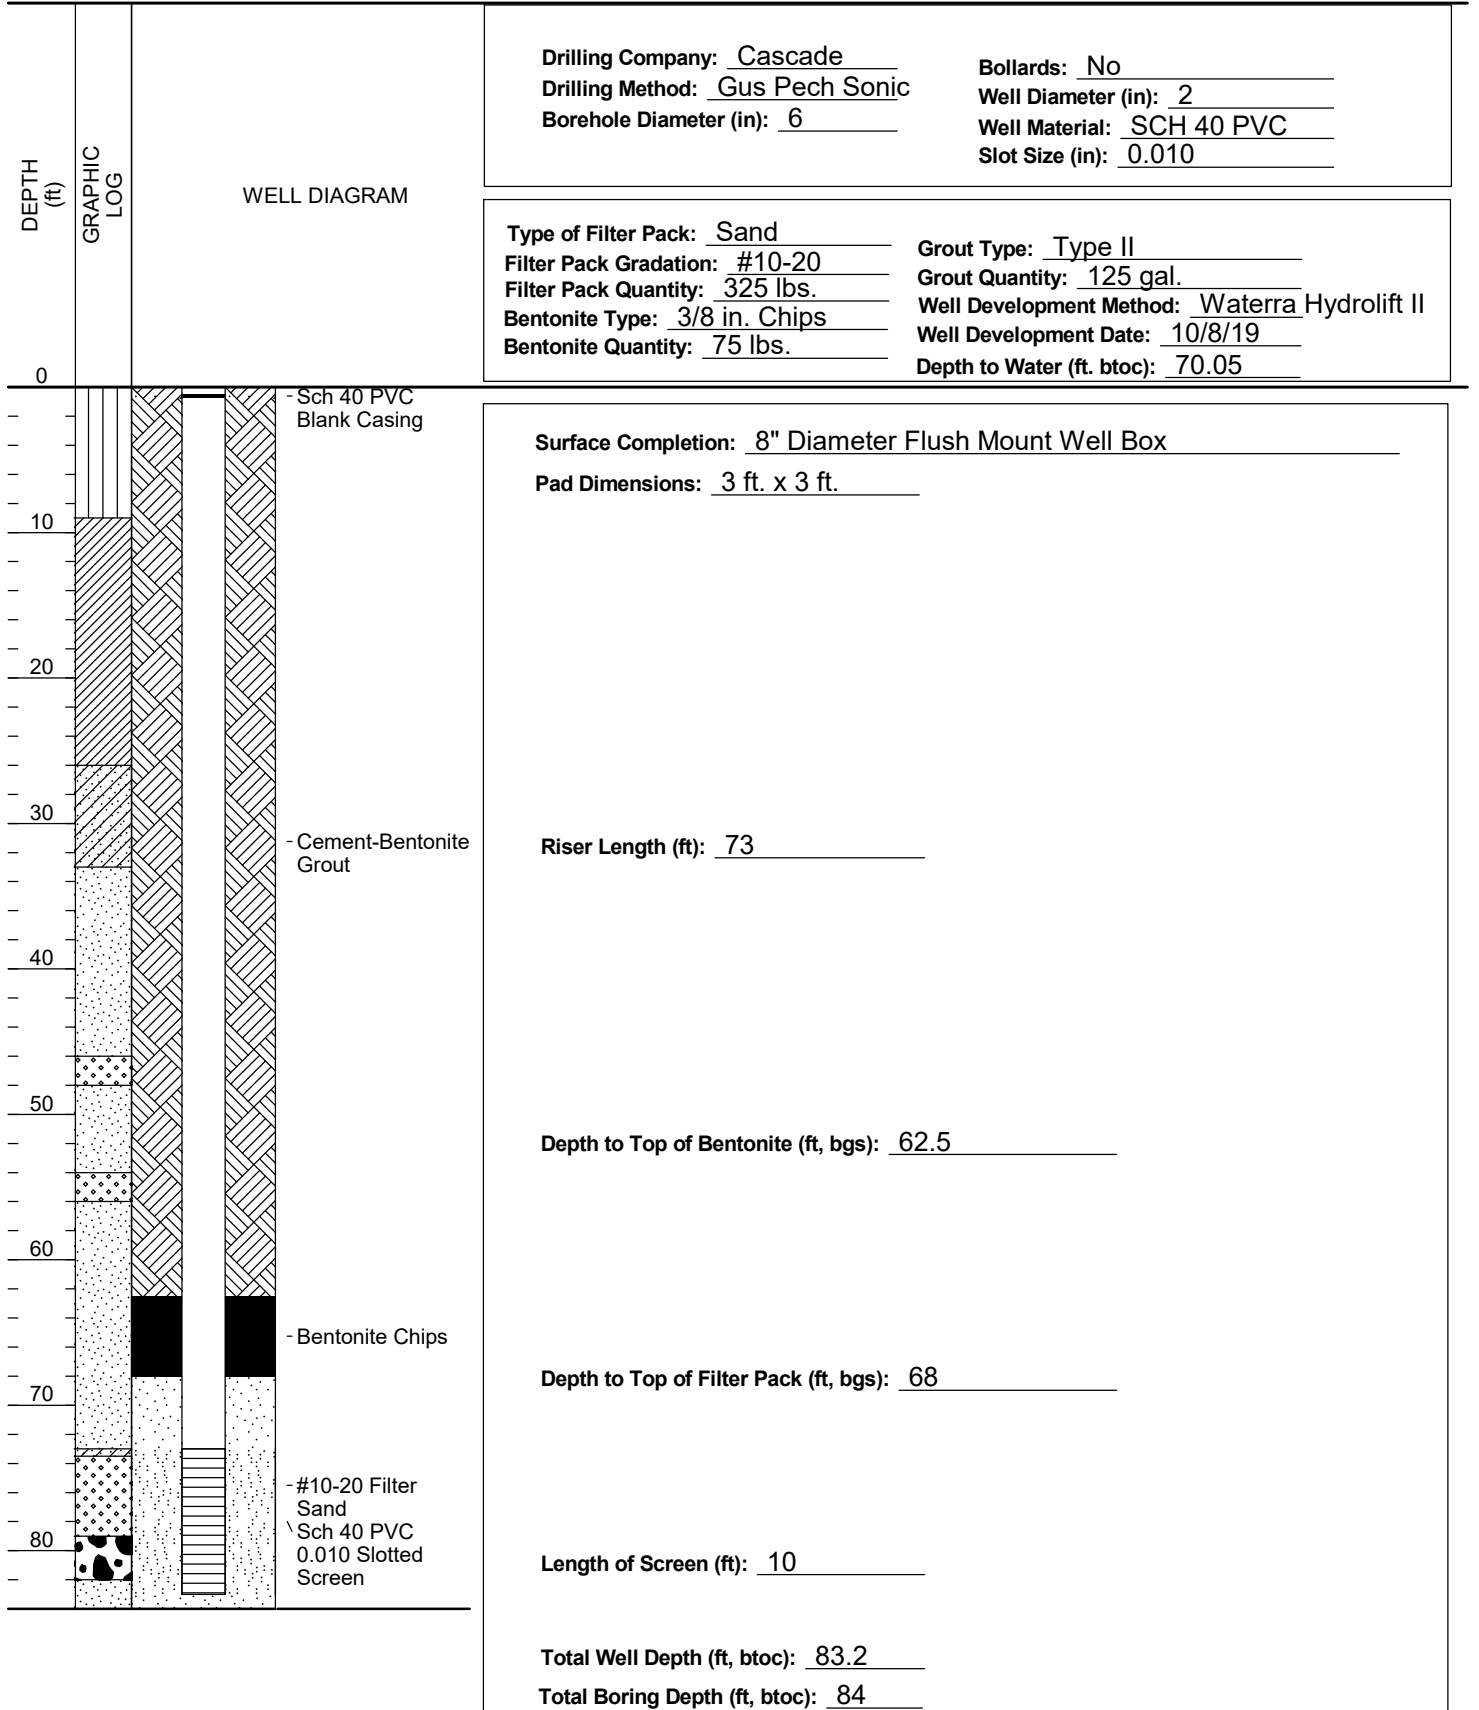 DEPTH
(ft)
GRAPHIC
LOG
WELL DIAGRAM
Drilling Company: Cascade
Drilling Method: Gus Pech Sonic
Borehole Diameter (in): 6
Bollards: No
Well Diameter (in): 2
Well Material: SCH 40 PVC
Slot Size (in): 0.010
Type of Filter Pack: Sand
Filter Pack Gradation: #10-20
Filter Pack Quantity: 325 lbs.
Bentonite Type: 3/8 in. Chips
Bentonite Quantity: 75 lbs.
Grout Type: Type II
Grout Quantity: 125 gal.
Well Development Method: Waterra Hydrolift II
Well Development Date: 10/8/19
Depth to Water (ft. btoc): 70.05
0
10
20
30
40
50
60
70
80
Sch 40 PVC
Blank Casing
Cement-Bentonite
Grout
Bentonite Chips
#10-20 Filter
Sand
Sch 40 PVC
0.010 Slotted
Screen
Surface Completion: 8" Diameter Flush Mount Well Box
Pad Dimensions: 3 ft. x 3 ft.
Riser Length (ft): 73
Depth to Top of Bentonite (ft, bgs): 62.5
Depth to Top of Filter Pack (ft, bgs): 68
Length of Screen (ft): 10
Total Well Depth (ft, btoc): 83.2
Total Boring Depth (ft, btoc): 84